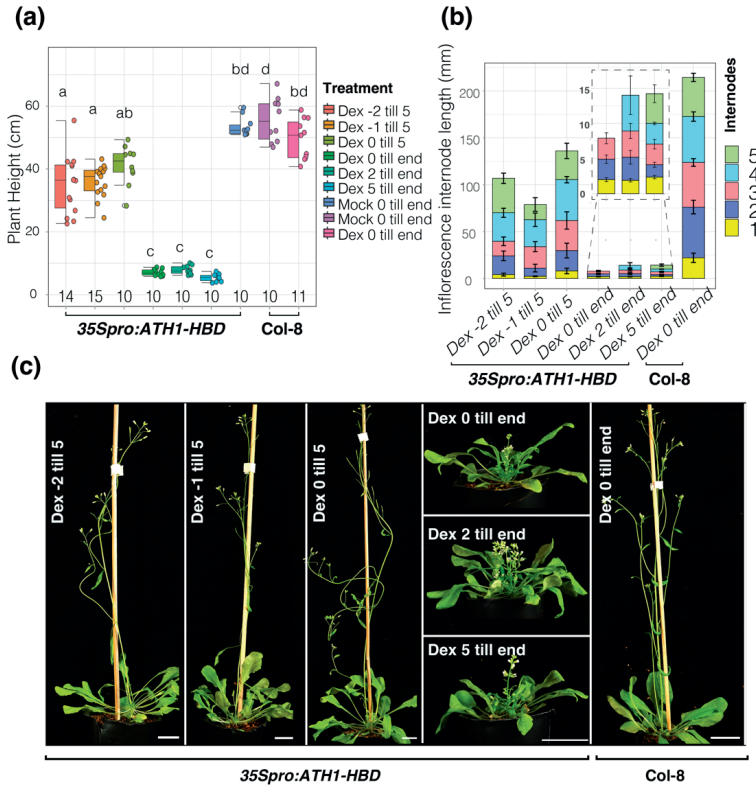 (a)
Plant Height (cm)
60
40
20
0
a
a
ab
c
c
c
bd
d
bd
14
15
10
10
10
10
10
10
11
35Spro:ATH1-HBD
Col-8
Treatment
Dex -2 till 5
Dex -1 till 5
Dex 0 till 5
Dex 0 till end
Dex 2 till end
Dex 5 till end
Mock 0 till end
Mock 0 till end
Dex 0 till end
(b)
Inflorescence internode length (mm)
200
150
100
50
0
15
10
5
0
Internodes
5
4
3
2
1
Dex -2 till 5
Dex -1 till 5
Dex 0 till 5
Dex 0 till end
Dex 2 till end
Dex 5 till end
Dex 0 till end
35Spro:ATH1-HBD
Col-8
(c)
Dex -2 till 5
Dex -1 till 5
Dex 0 till 5
Dex 0 till end
Dex 2 till end
Dex 5 till end
Dex 0 till end
35Spro:ATH1-HBD
Col-8